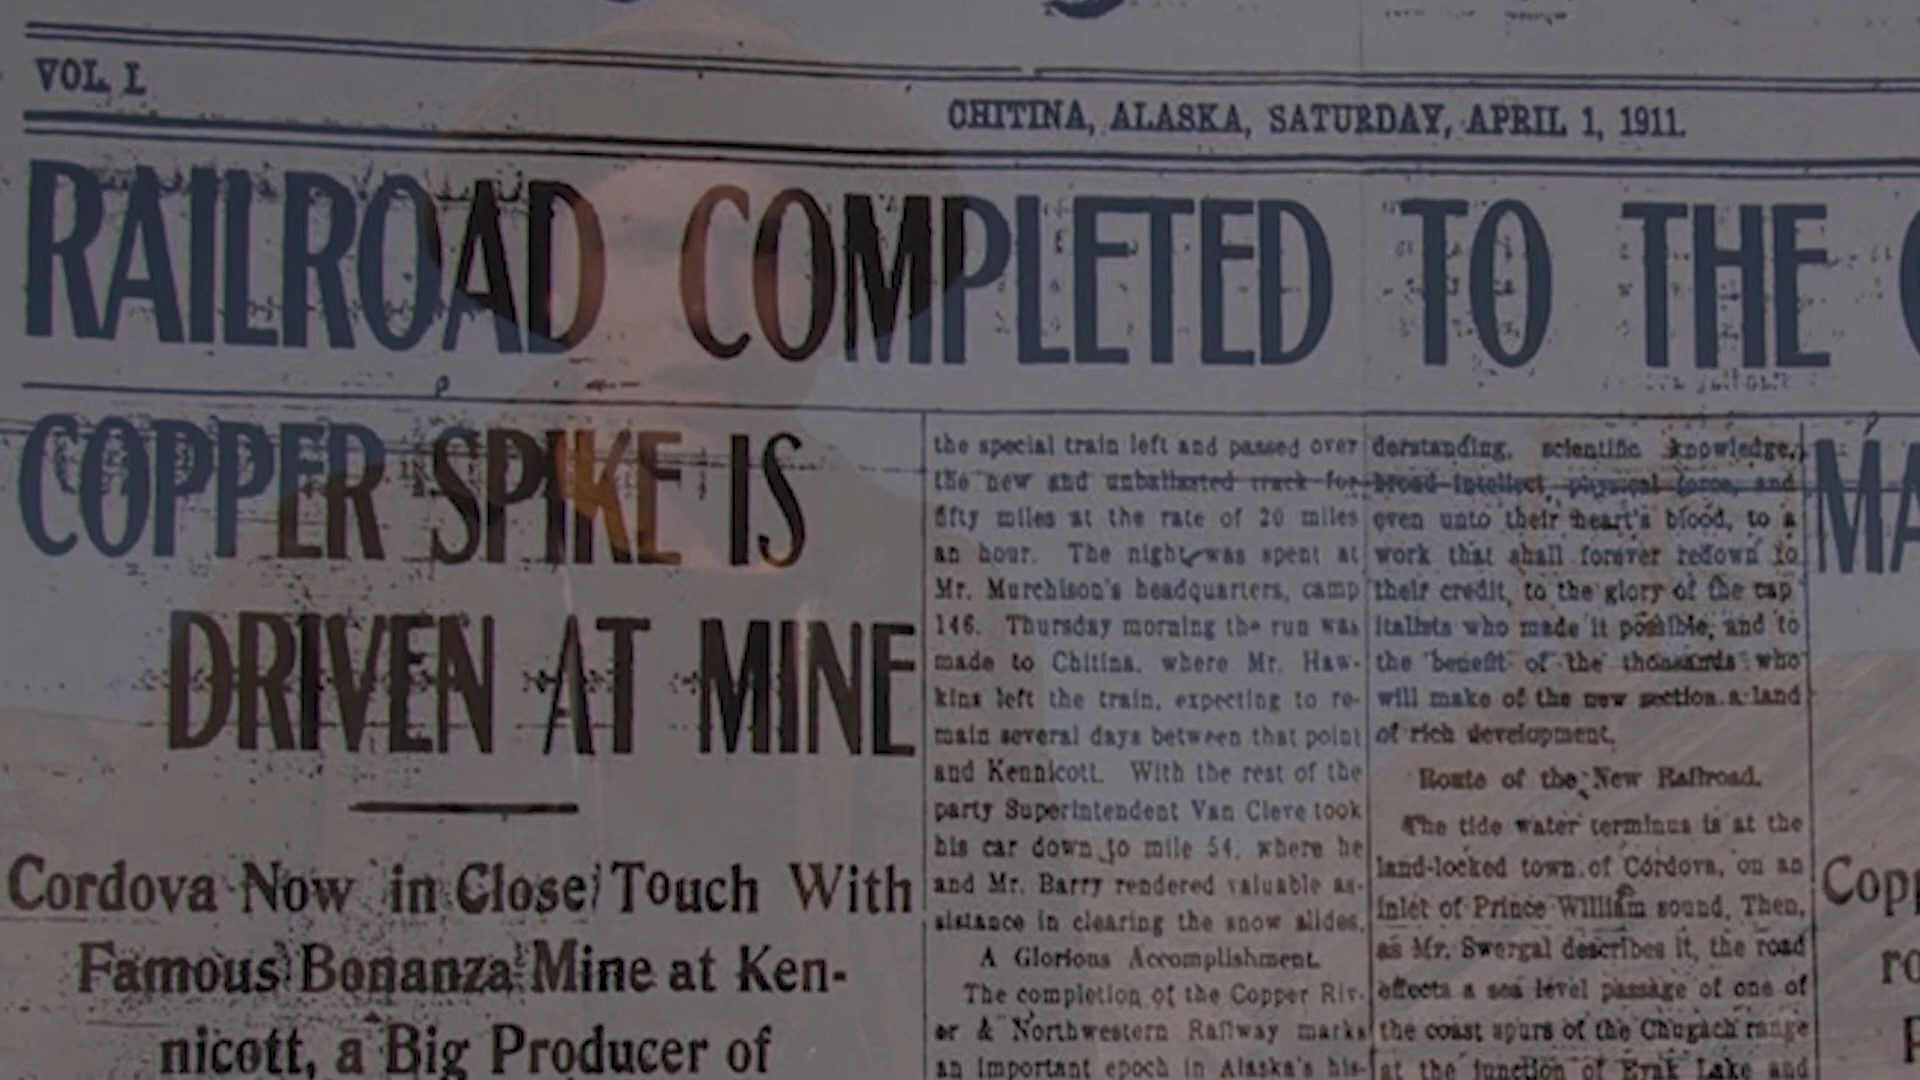 VOL. I.
CHITINA, ALASKA, SATURDAY, APRIL 1, 1911.
RAILROAD COMPLETED TO THE
COPPER SPIKE IS
DRIVEN AT MINE
Cordova Now in Close Touch With
Famous Bonanza Mine at Ken-
nicott, a Big Producer of
the special train left and passed over
the new and unballasted track for
fifty miles at the rate of 20 miles
an hour. The night was spent at
Mr. Murchison's headquarters, camp
146. Thursday morning the run was
made to Chitina, where Mr. Haw-
kins left the train, expecting to re-
main several days between that point
and Kennicott. With the rest of the
party Superintendent Van Cleve took
his car down to mile 54, where he
and Mr. Barry rendered valuable as-
sistance in clearing the snow slides.
A Glorious Accomplishment.
The completion of the Copper Riv-
er & Northwestern Railway marks
an important epoch in Alaska's his-
derstanding, scientific knowledge,
broad intellect, physical force, and
even unto their heart's blood, to a
work that shall forever redown to
their credit, to the glory of the cap
italists who made it possible, and to
the benefit of the thousands who
will make of the new section a land
of rich development.
Route of the New Railroad.
The tide water terminus is at the
land-locked town of Cordova, on an
inlet of Prince William sound. Then,
as Mr. Swergal describes it, the road
effects a sea level passage of one of
the coast spurs of the Chugach range
at the junction of Eyak Lake and
MA
Copp
ro